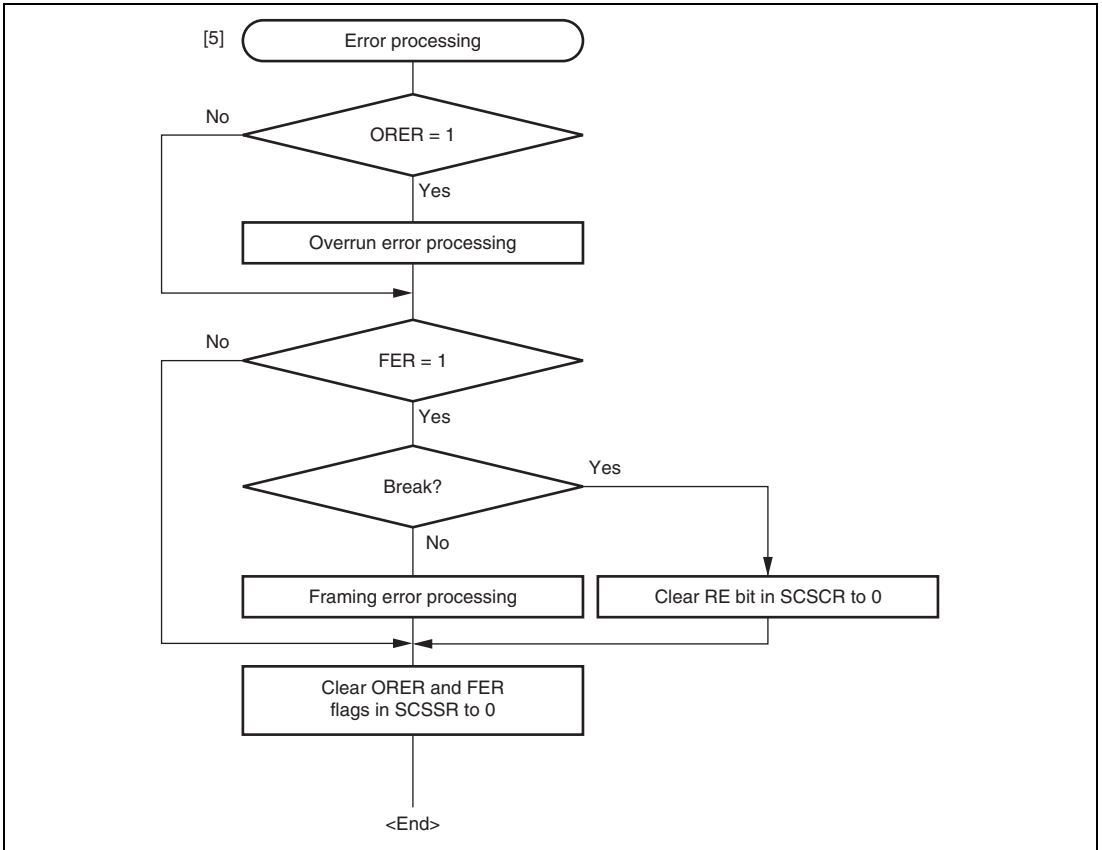 [5]
Error processing
No
ORER = 1
Yes
Overrun error processing
No
FER = 1
Yes
Yes
Break?
No
Framing error processing
Clear RE bit in SCSCR to 0
Clear ORER and FER
flags in SCSSR to 0
<End>